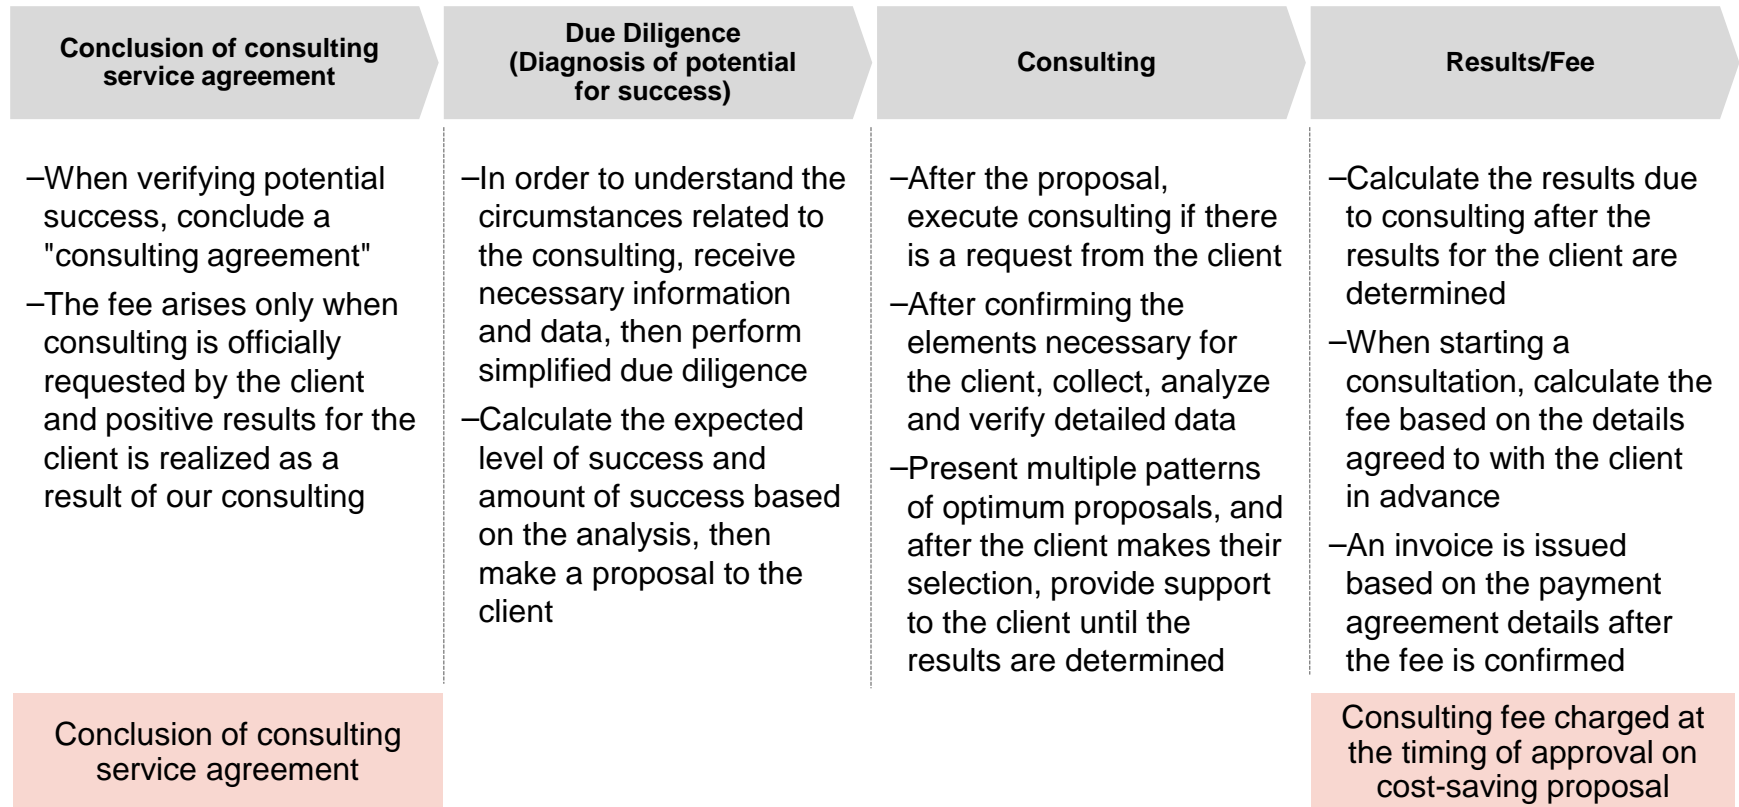 Conclusion of consulting
service agreement
Due Diligence
(Diagnosis of potential
for success)
Consulting
Results/Fee
–When verifying potential
success, conclude a
"consulting agreement"
–The fee arises only when
consulting is officially
requested by the client
and positive results for the
client is realized as a
result of our consulting
–In order to understand the
circumstances related to
the consulting, receive
necessary information
and data, then perform
simplified due diligence
–Calculate the expected
level of success and
amount of success based
on the analysis, then
make a proposal to the
client
–After the proposal,
execute consulting if there
is a request from the client
–After confirming the
elements necessary for
the client, collect, analyze
and verify detailed data
–Present multiple patterns
of optimum proposals, and
after the client makes their
selection, provide support
to the client until the
results are determined
–Calculate the results due
to consulting after the
results for the client are
determined
–When starting a
consultation, calculate the
fee based on the details
agreed to with the client
in advance
–An invoice is issued
based on the payment
agreement details after
the fee is confirmed
Conclusion of consulting
service agreement
Consulting fee charged at
the timing of approval on
cost-saving proposal